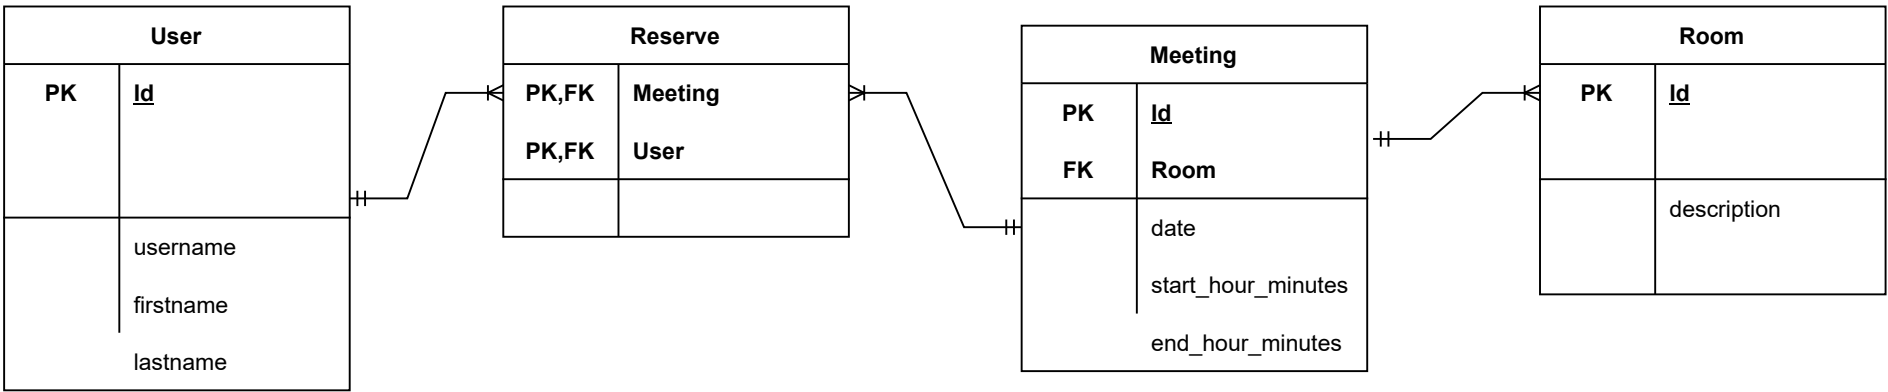 User
PK Id
username
firstname
lastname
Reserve
PK,FK Meeting
PK,FK User
Meeting
PK Id
FK Room
date
start_hour_minutes
end_hour_minutes
Room
PK Id
description